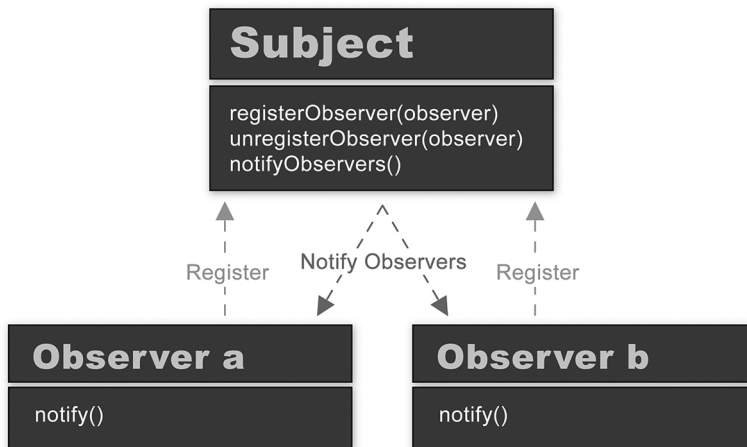 Subject
registerObserver(observer)
unregisterObserver(observer)
notifyObservers()
Register
Notify Observers
Register
Observer a
Observer b
notify()
notify()